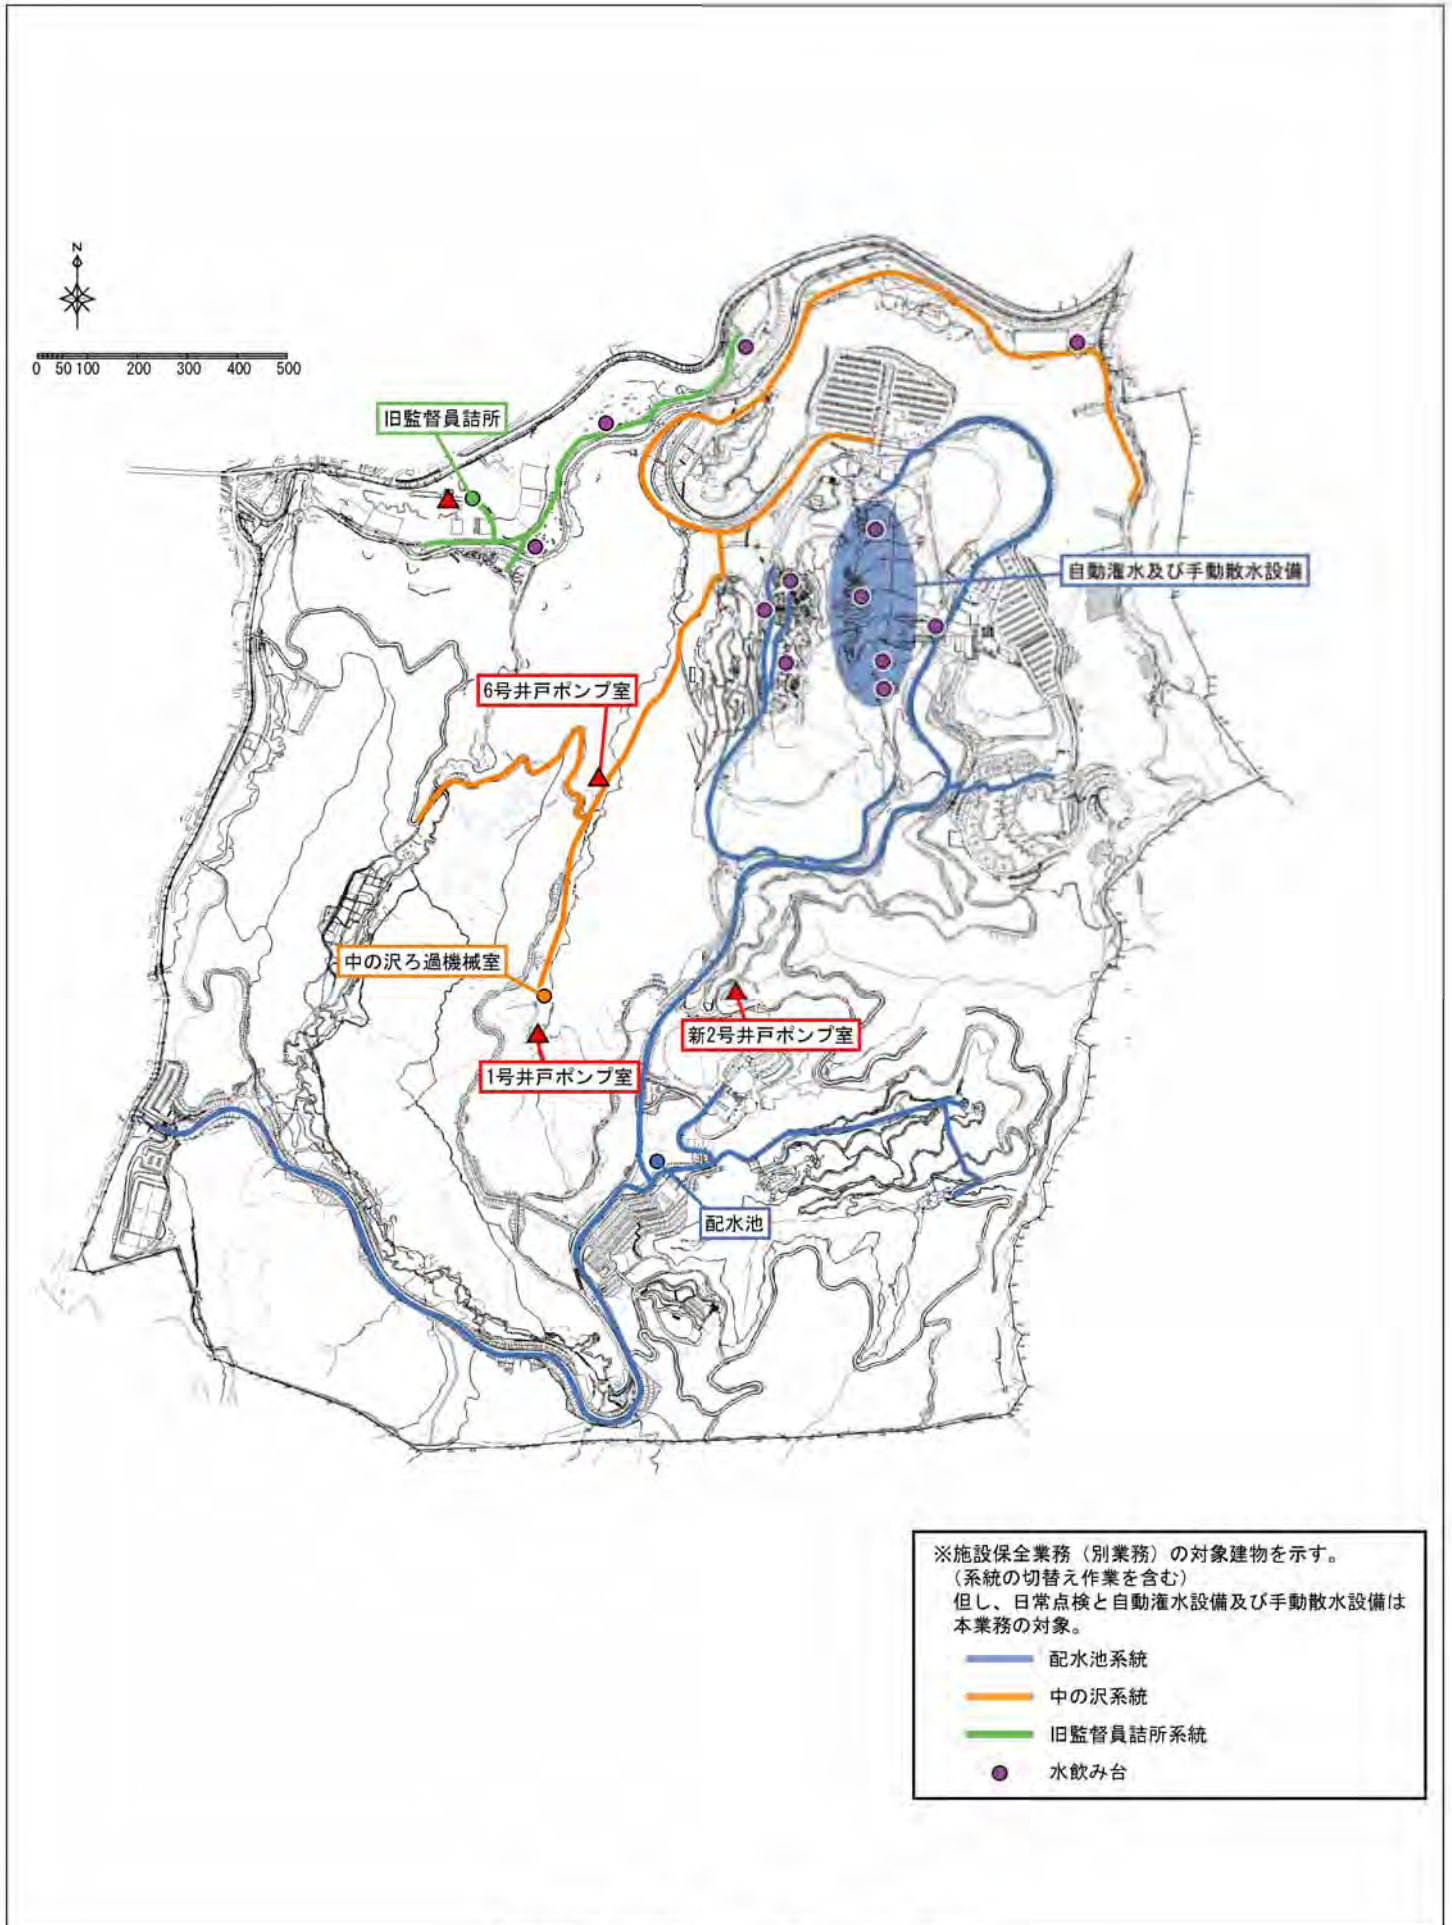 N
0 50 100 200 300 400 500
旧監督員詰所
自動潅水及び手動散水設備
6号井戸ポンプ室
中の沢ろ過機械室
新2号井戸ポンプ室
1号井戸ポンプ室
配水池
※施設保全業務（別業務）の対象建物を示す。
（系統の切替え作業を含む）
但し、日常点検と自動潅水設備及び手動散水設備は
本業務の対象。
配水池系統
中の沢系統
旧監督員詰所系統
水飲み台